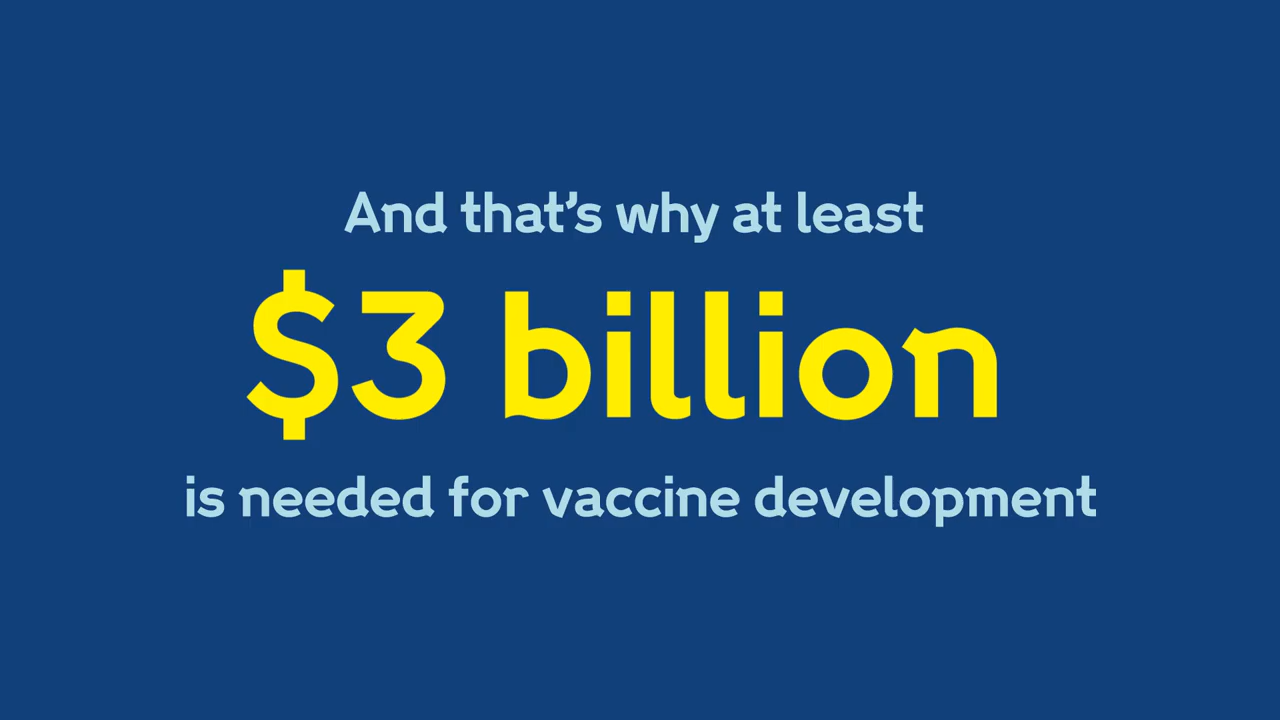 And that’s why at least
$3 billion
is needed for vaccine development